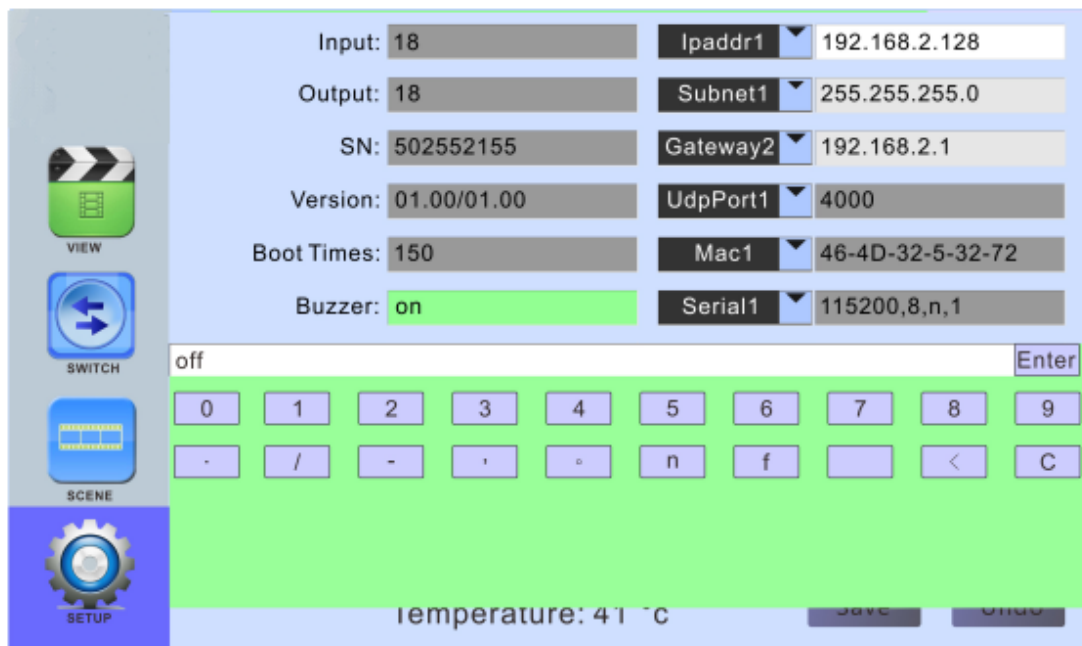 Input: 18 Ipaddr1 192.168.2.128
Output: 18 Subnet1 255.255.255.0
SN: 502552155 Gateway2 192.168.2.1
Version: 01.00/01.00 UdpPort1 4000
VIEW
Boot Times: 150 Mac1 46-4D-32-5-32-72
Buzzer: on Serial1 115200,8,n,1
SWITCH
off Enter
0 1 2 3 4 5 6 7 8 9
. / - , 。 n f < C
SCENE
SETUP
Temperature: 41 °c Save Undo